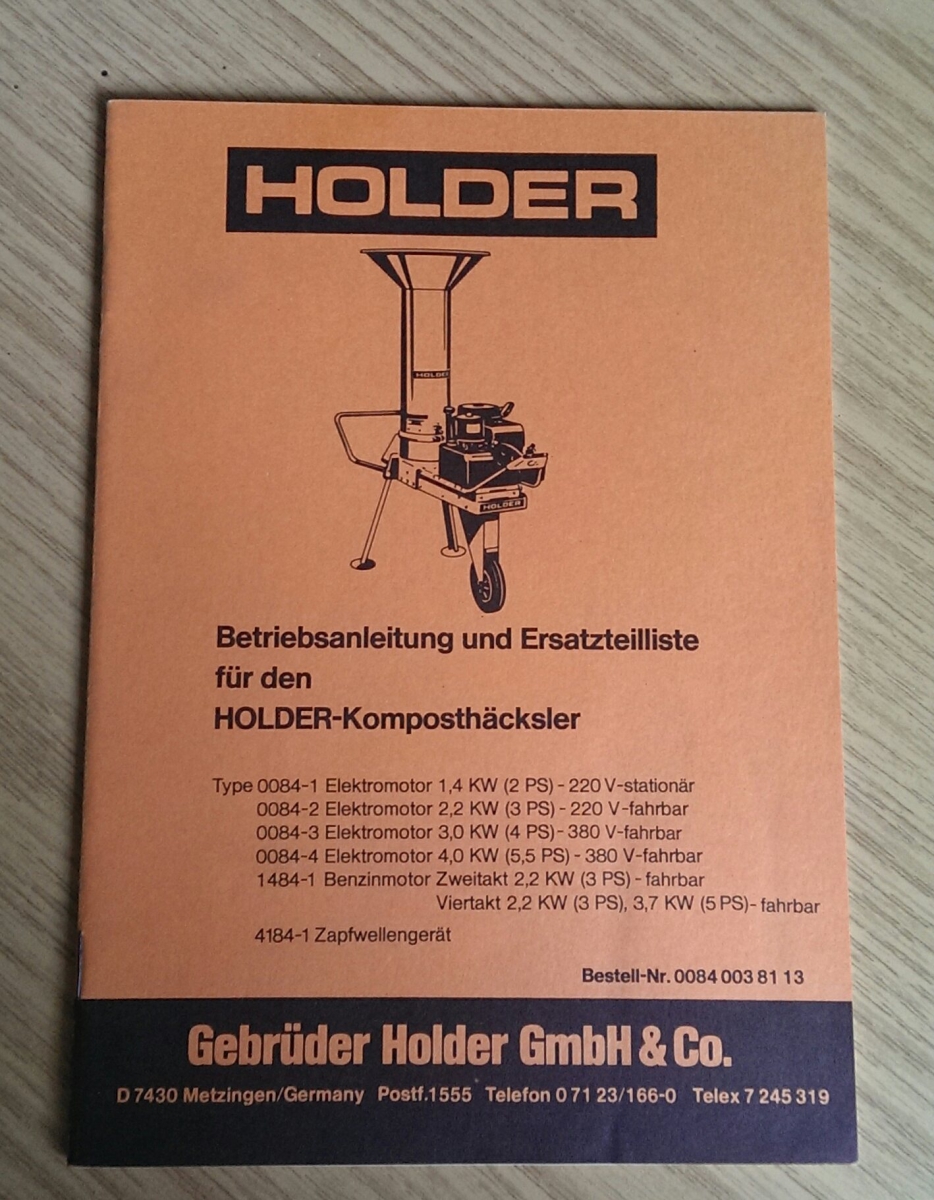 HOLDER
HOLDER
HOLDER
Betriebsanleitung und Ersatzteilliste
für den
HOLDER-Komposthäcksler
Type 0084-1 Elektromotor 1,4 KW (2 PS) - 220 V-stationär
0084-2 Elektromotor 2,2 KW (3 PS) - 220 V-fahrbar
0084-3 Elektromotor 3,0 KW (4 PS) - 380 V-fahrbar
0084-4 Elektromotor 4,0 KW (5,5 PS) - 380 V-fahrbar
1484-1 Benzinmotor Zweitakt 2,2 KW (3 PS) - fahrbar
Viertakt 2,2 KW (3 PS), 3,7 KW (5 PS)- fahrbar
4184-1 Zapfwellengerät
Bestell-Nr. 0084 003 81 13
Gebrüder Holder GmbH & Co.
D 7430 Metzingen/Germany Postf.1555 Telefon 0 71 23/166-0 Telex 7 245 319